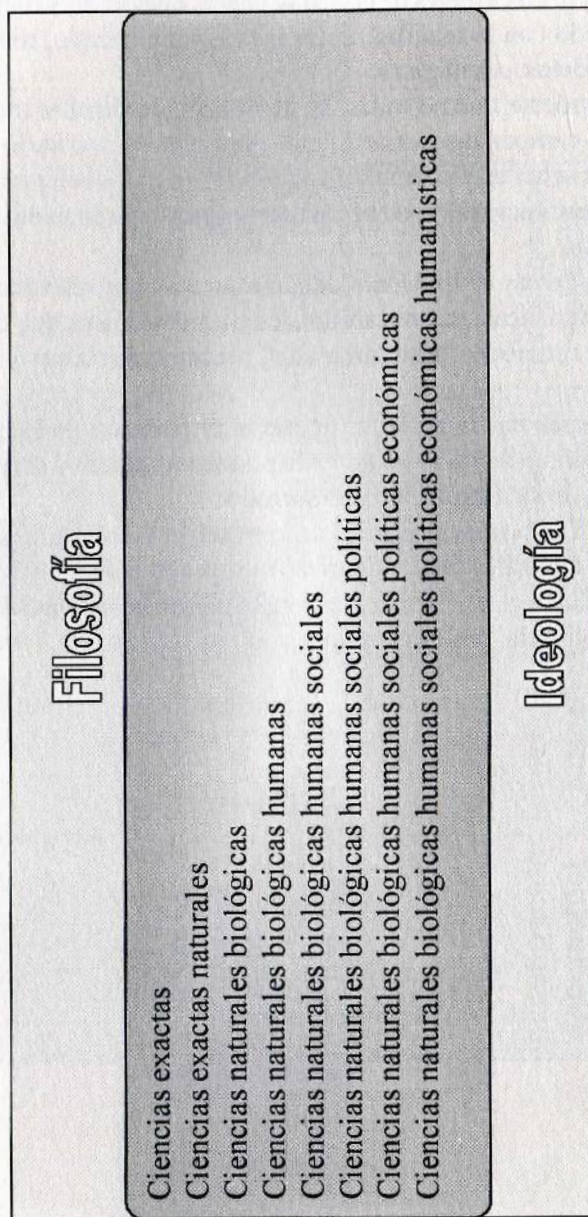 Filosofía
Ciencias exactas
Ciencias exactas naturales
Ciencias naturales biológicas
Ciencias naturales biológicas humanas
Ciencias naturales biológicas humanas sociales
Ciencias naturales biológicas humanas sociales políticas
Ciencias naturales biológicas humanas sociales políticas económicas
Ciencias naturales biológicas humanas sociales políticas económicas humanísticas
Ideología